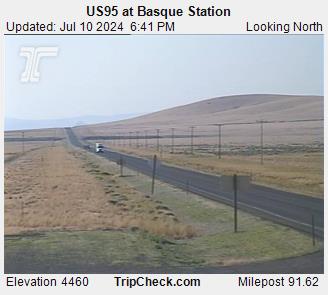 US95 at Basque Station
Updated: Jul 10 2024 6:41 PM Looking North
Elevation 4460 TripCheck.com Milepost 91.62